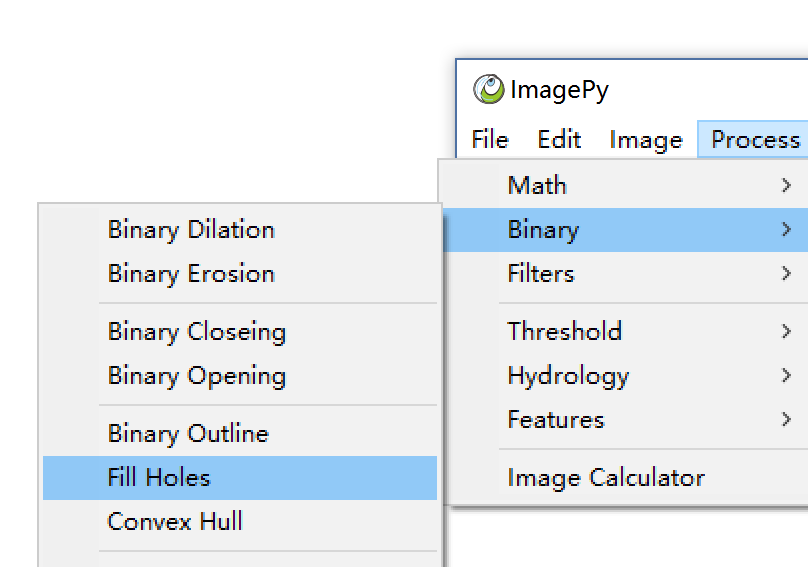 ImagePy
File Edit Image Process
Math
Binary
Filters
Threshold
Hydrology
Features
Image Calculator
Binary Dilation
Binary Erosion
Binary Closeing
Binary Opening
Binary Outline
Fill Holes
Convex Hull